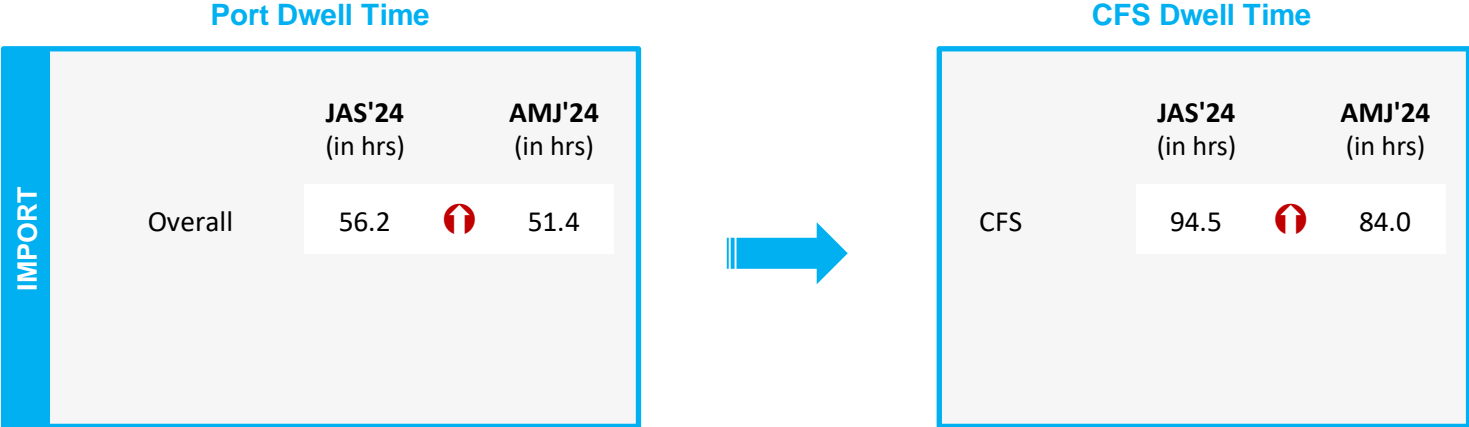 Port Dwell Time
CFS Dwell Time
IMPORT
JAS'24
(in hrs)
AMJ'24
(in hrs)
Overall
56.2
51.4
JAS'24
(in hrs)
AMJ'24
(in hrs)
CFS
94.5
84.0